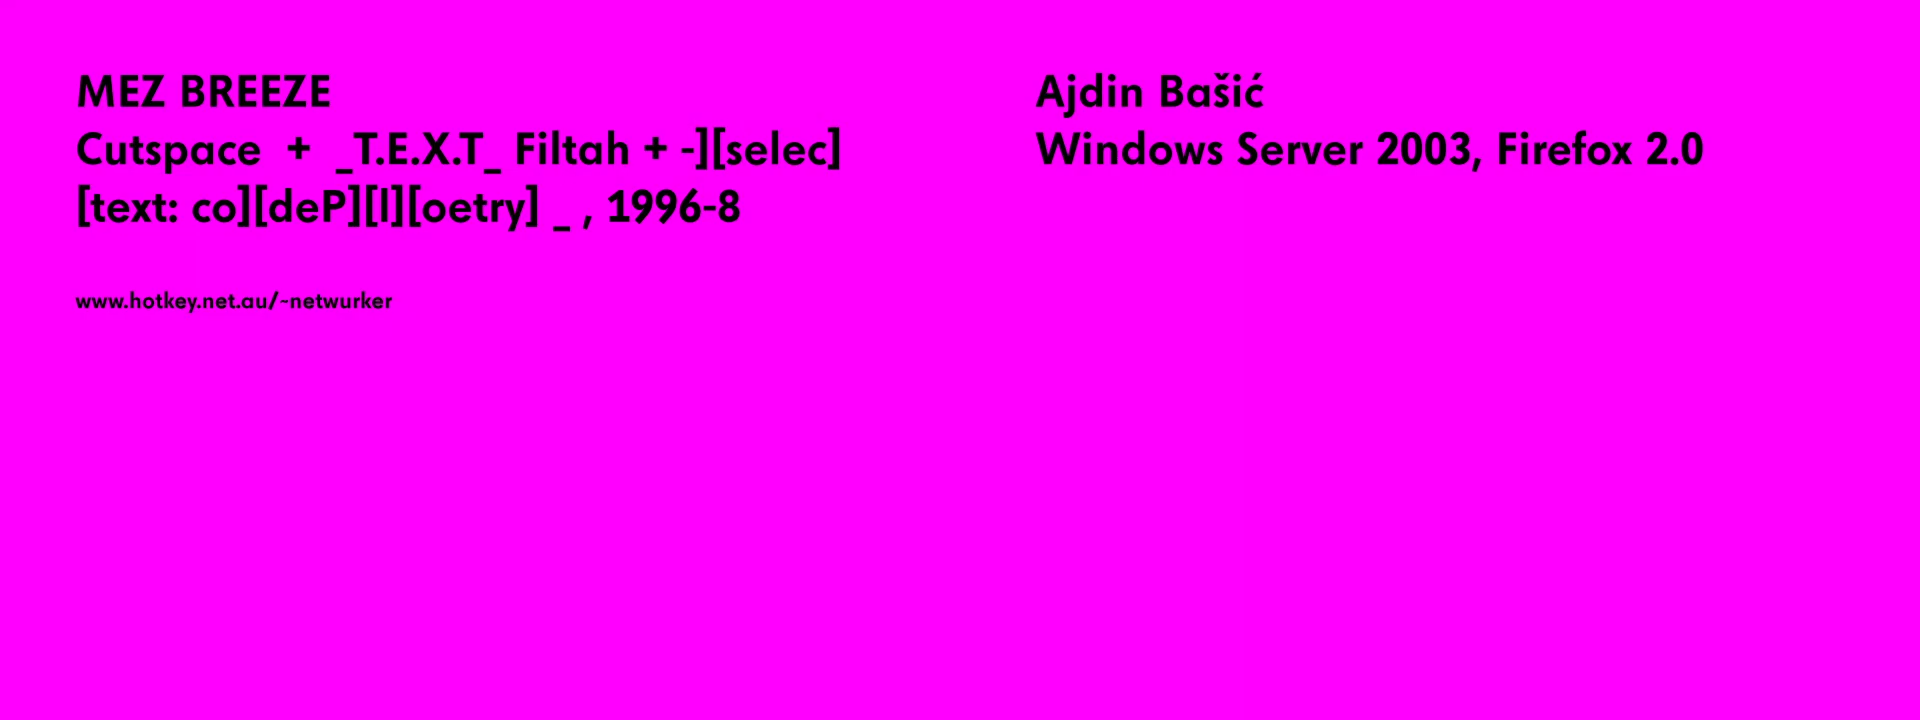 MEZ BREEZE
Cutspace + _T.E.X.T_ Filtah + -][selec]
[text: co][deP][l][oetry] _ , 1996-8
www.hotkey.net.au/~netwurker
Ajdin Bašić
Windows Server 2003, Firefox 2.0